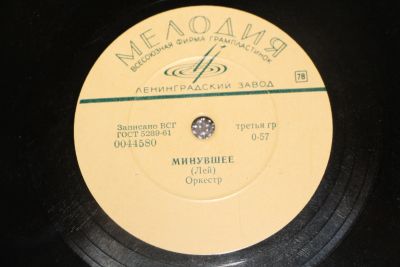 МЕЛОДИЯ
ВСЕСОЮЗНАЯ ФИРМА ГРАМПЛАСТИНОК
78
ЛЕНИНГРАДСКИЙ ЗАВОД
Записано ВСГ
ГОСТ 5289-61
0044580
третья гр
0-57
МИНУВШЕЕ
(Лей)
Оркестр